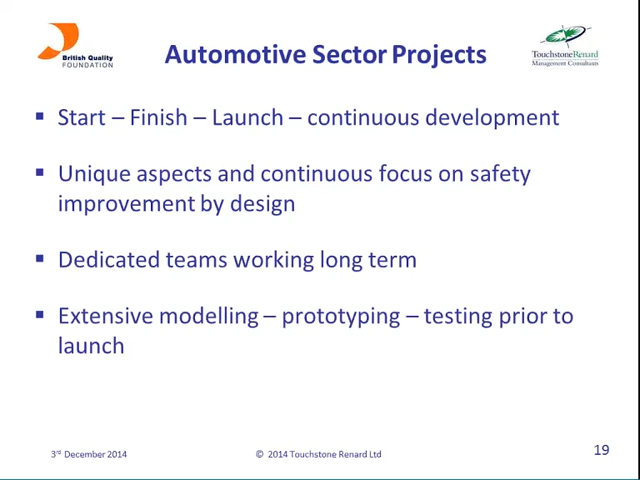 British Quality
FOUNDATION
Automotive Sector Projects
TouchstoneRenard
Management Consultants
▪ Start – Finish – Launch – continuous development
▪ Unique aspects and continuous focus on safety
improvement by design
▪ Dedicated teams working long term
▪ Extensive modelling – prototyping – testing prior to
launch
3rd December 2014
© 2014 Touchstone Renard Ltd
19